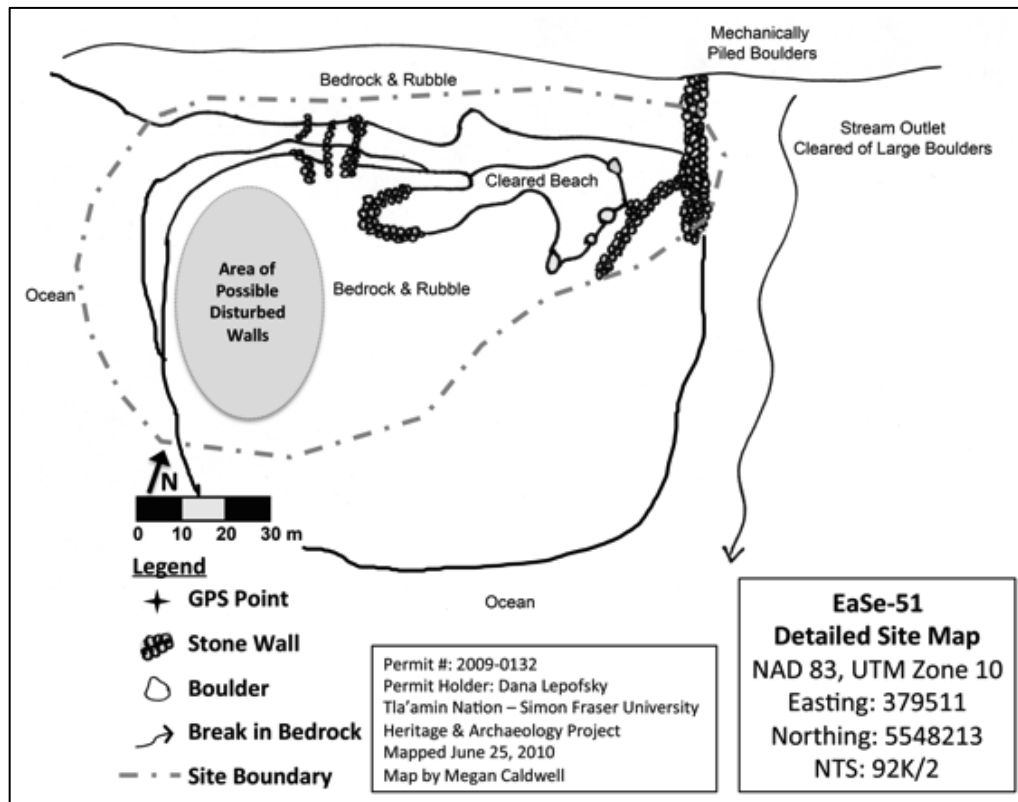 Mechanically
Piled Boulders
Bedrock & Rubble
Stream Outlet
Cleared of Large Boulders
Cleared Beach
Area of
Possible
Disturbed
Walls
Bedrock & Rubble
Ocean
N
0 10 20 30 m
Legend
GPS Point
Stone Wall
Boulder
Break in Bedrock
Site Boundary
Ocean
Permit #: 2009-0132
Permit Holder: Dana Lepofsky
Tla'amin Nation – Simon Fraser University
Heritage & Archaeology Project
Mapped June 25, 2010
Map by Megan Caldwell
EaSe-51
Detailed Site Map
NAD 83, UTM Zone 10
Easting: 379511
Northing: 5548213
NTS: 92K/2